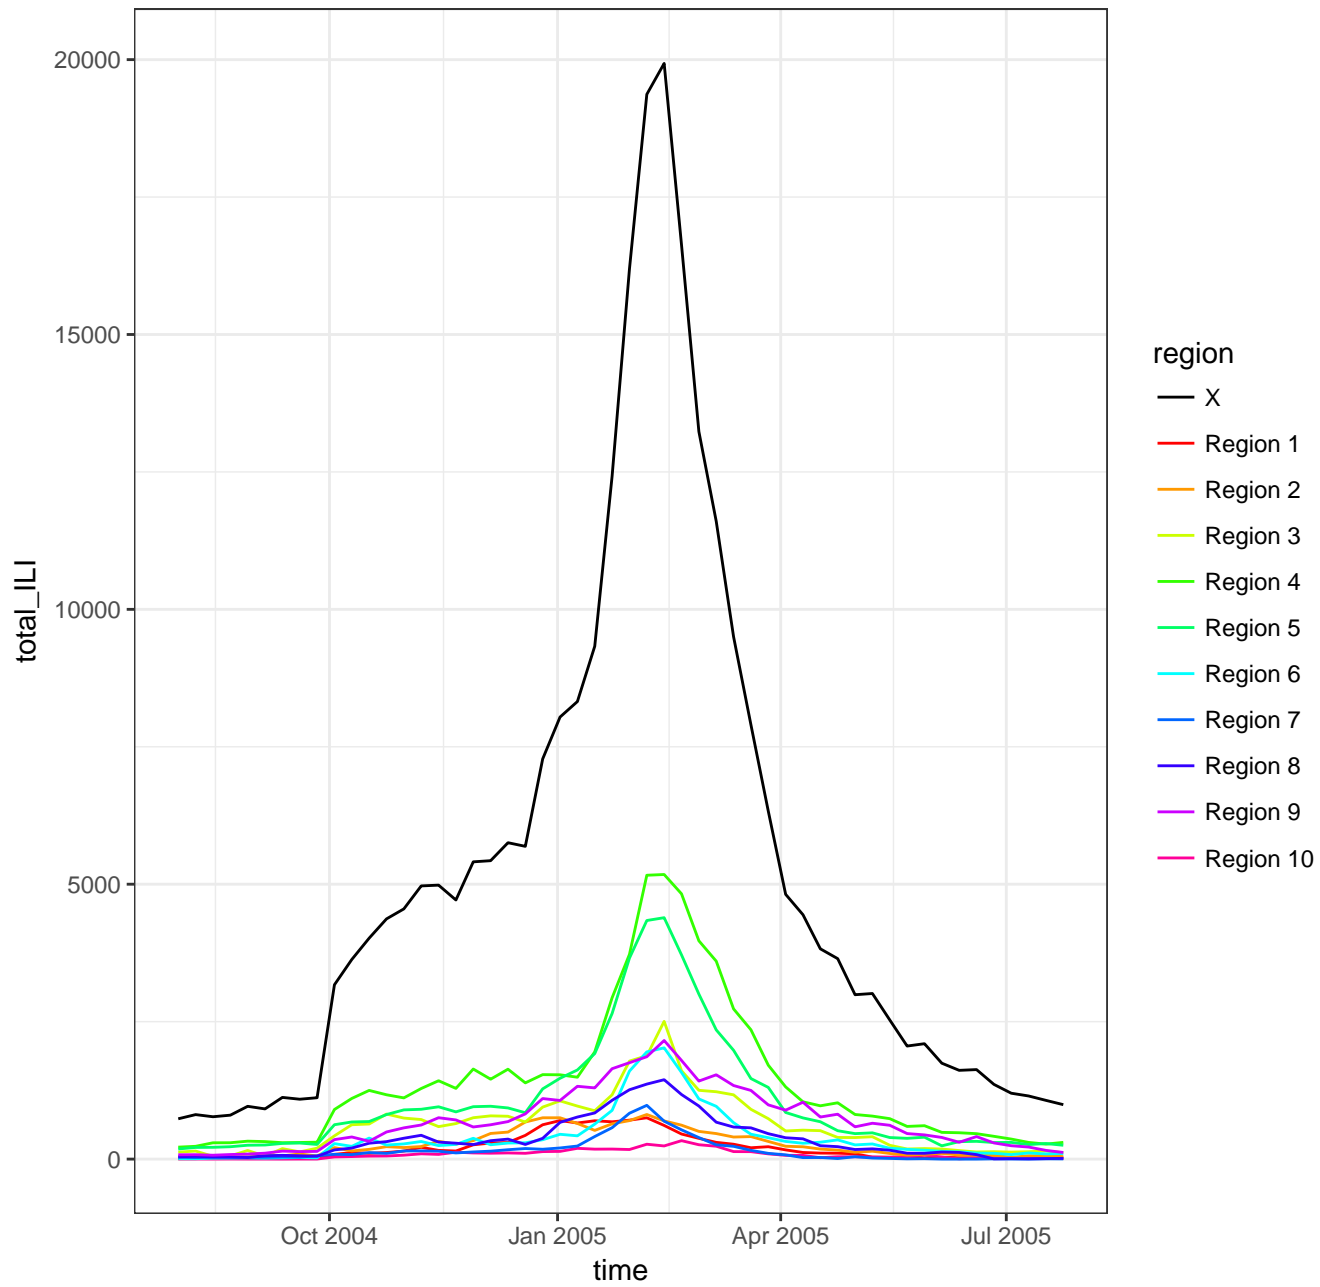 20000
15000
10000
5000
0
total_ILI
Oct 2004
Jan 2005
Apr 2005
Jul 2005
time
region
X
Region 1
Region 2
Region 3
Region 4
Region 5
Region 6
Region 7
Region 8
Region 9
Region 10